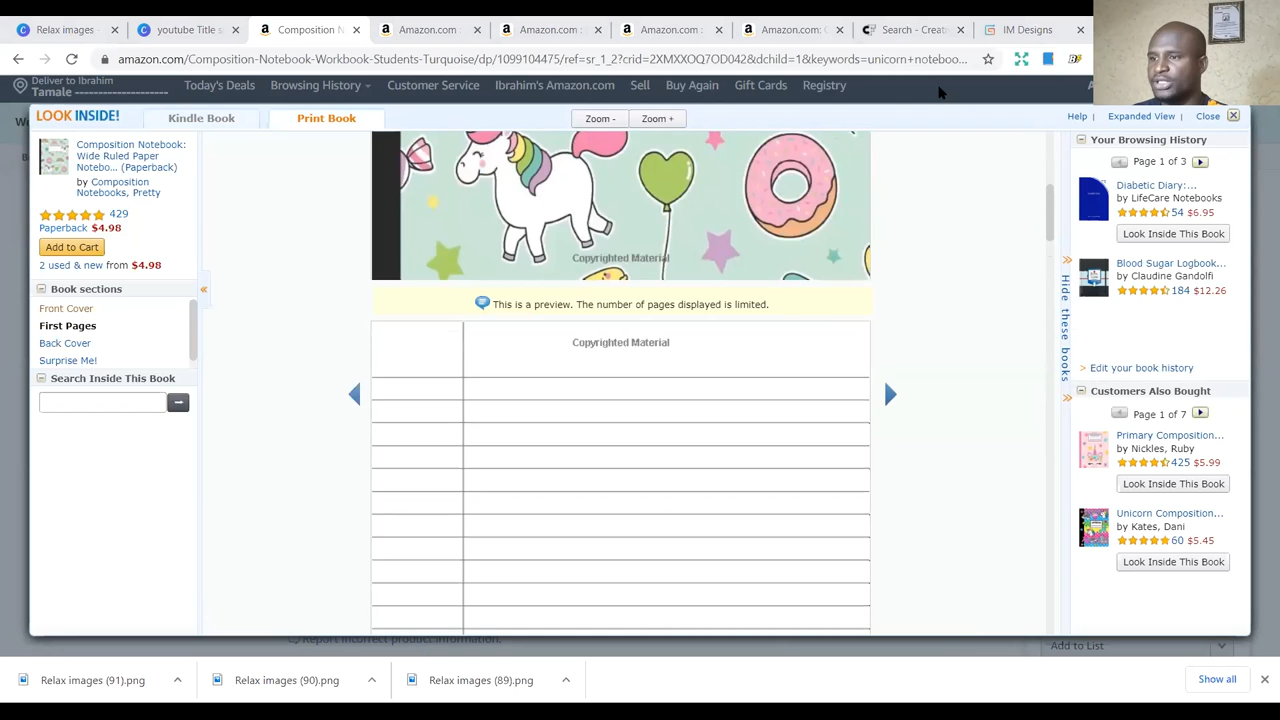 Relax images -
youtube Title s
Composition N
Amazon.com
Amazon.com :
Amazon.com :
Amazon.com: C
Search - Creati
IM Designs
amazon.com/Composition-Notebook-
dents-Turquoise/dp/1099104475/ref=sr_1_2?crid=2XMXXOQ7OD042&dchild=1&keywords=unicorn+noteboo...
Deliver to Ibrahim
Tamale
Today's Deals
Browsing History
Customer Service
Ibrahim's Amazon.com
Sell
Buy Again
Gift Cards
Registry
LOOK INSIDE!
Kindle Book
Print Book
Zoom -
Zoom +
Help | Expanded View | Close
Composition Notebook:
Wide Ruled Paper
Notebo... (Paperback)
by Composition
Notebooks, Pretty
429
Paperback $4.98
Add to Cart
2 used & new from $4.98
Book sections
Front Cover
First Pages
Back Cover
Surprise Me!
Search Inside This Book
Copyrighted Material
This is a preview. The number of pages displayed is limited.
Copyrighted Material
Hide these books
Your Browsing History
Page 1 of 3
Diabetic Diary:...
by LifeCare Notebooks
54 $6.95
Look Inside This Book
Blood Sugar Logbook...
by Claudine Gandolfi
184 $12.26
> Edit your book history
Customers Also Bought
Page 1 of 7
Primary Composition...
by Nickles, Ruby
425 $5.99
Look Inside This Book
Unicorn Composition...
by Kates, Dani
60 $5.45
Look Inside This Book
Report incorrect product information.
Add to List
Relax images (91).png
Relax images (90).png
Relax images (89).png
Show all